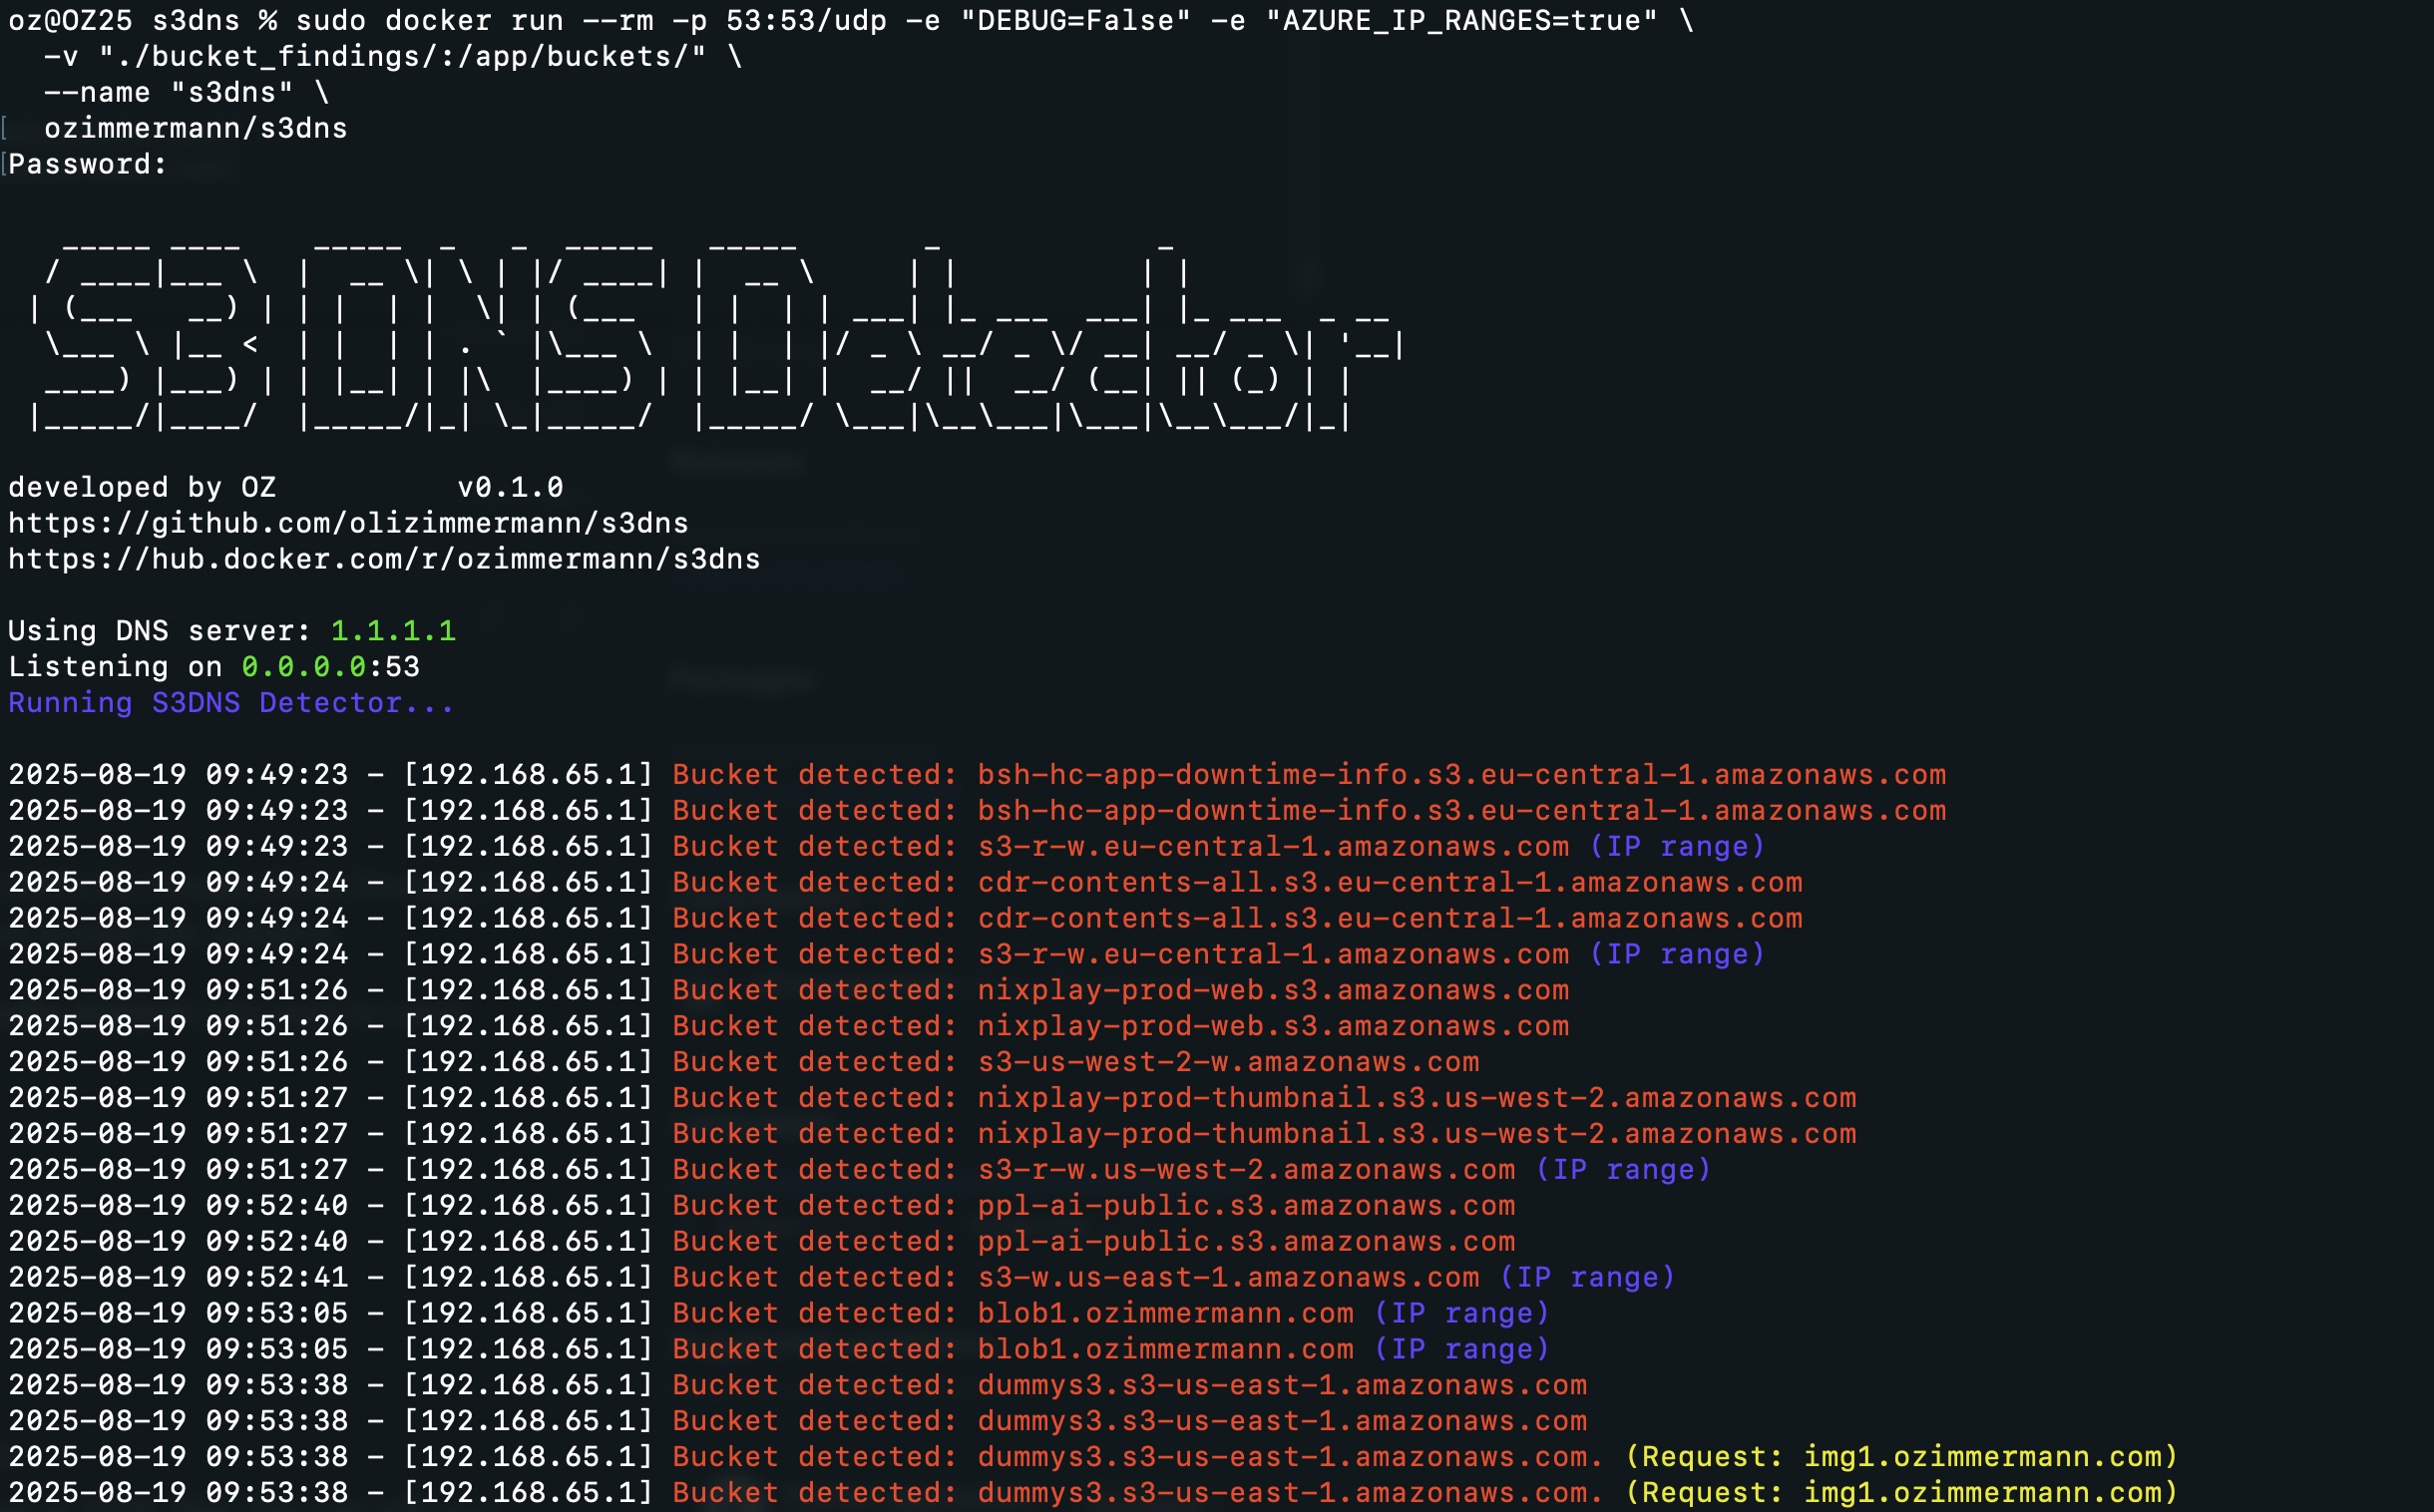 oz@OZ25 s3dns % sudo docker run --rm -p 53:53/udp -e "DEBUG=False" -e "AZURE_IP_RANGES=true" \
  -v "./bucket_findings/:/app/buckets/" \
  --name "s3dns" \
  ozimmermann/s3dns
Password:
S3 DNS Detector
developed by OZ          v0.1.0
https://github.com/olizimmermann/s3dns
https://hub.docker.com/r/ozimmermann/s3dns
Using DNS server: 1.1.1.1
Listening on 0.0.0.0:53
Running S3DNS Detector...
2025-08-19 09:49:23 - [192.168.65.1] Bucket detected: bsh-hc-app-downtime-info.s3.eu-central-1.amazonaws.com
2025-08-19 09:49:23 - [192.168.65.1] Bucket detected: bsh-hc-app-downtime-info.s3.eu-central-1.amazonaws.com
2025-08-19 09:49:23 - [192.168.65.1] Bucket detected: s3-r-w.eu-central-1.amazonaws.com (IP range)
2025-08-19 09:49:24 - [192.168.65.1] Bucket detected: cdr-contents-all.s3.eu-central-1.amazonaws.com
2025-08-19 09:49:24 - [192.168.65.1] Bucket detected: cdr-contents-all.s3.eu-central-1.amazonaws.com
2025-08-19 09:49:24 - [192.168.65.1] Bucket detected: s3-r-w.eu-central-1.amazonaws.com (IP range)
2025-08-19 09:51:26 - [192.168.65.1] Bucket detected: nixplay-prod-web.s3.amazonaws.com
2025-08-19 09:51:26 - [192.168.65.1] Bucket detected: nixplay-prod-web.s3.amazonaws.com
2025-08-19 09:51:26 - [192.168.65.1] Bucket detected: s3-us-west-2-w.amazonaws.com
2025-08-19 09:51:27 - [192.168.65.1] Bucket detected: nixplay-prod-thumbnail.s3.us-west-2.amazonaws.com
2025-08-19 09:51:27 - [192.168.65.1] Bucket detected: nixplay-prod-thumbnail.s3.us-west-2.amazonaws.com
2025-08-19 09:51:27 - [192.168.65.1] Bucket detected: s3-r-w.us-west-2.amazonaws.com (IP range)
2025-08-19 09:52:40 - [192.168.65.1] Bucket detected: ppl-ai-public.s3.amazonaws.com
2025-08-19 09:52:40 - [192.168.65.1] Bucket detected: ppl-ai-public.s3.amazonaws.com
2025-08-19 09:52:41 - [192.168.65.1] Bucket detected: s3-w.us-east-1.amazonaws.com (IP range)
2025-08-19 09:53:05 - [192.168.65.1] Bucket detected: blob1.ozimmermann.com (IP range)
2025-08-19 09:53:05 - [192.168.65.1] Bucket detected: blob1.ozimmermann.com (IP range)
2025-08-19 09:53:38 - [192.168.65.1] Bucket detected: dummys3.s3-us-east-1.amazonaws.com
2025-08-19 09:53:38 - [192.168.65.1] Bucket detected: dummys3.s3-us-east-1.amazonaws.com
2025-08-19 09:53:38 - [192.168.65.1] Bucket detected: dummys3.s3-us-east-1.amazonaws.com. (Request: img1.ozimmermann.com)
2025-08-19 09:53:38 - [192.168.65.1] Bucket detected: dummys3.s3-us-east-1.amazonaws.com. (Request: img1.ozimmermann.com)